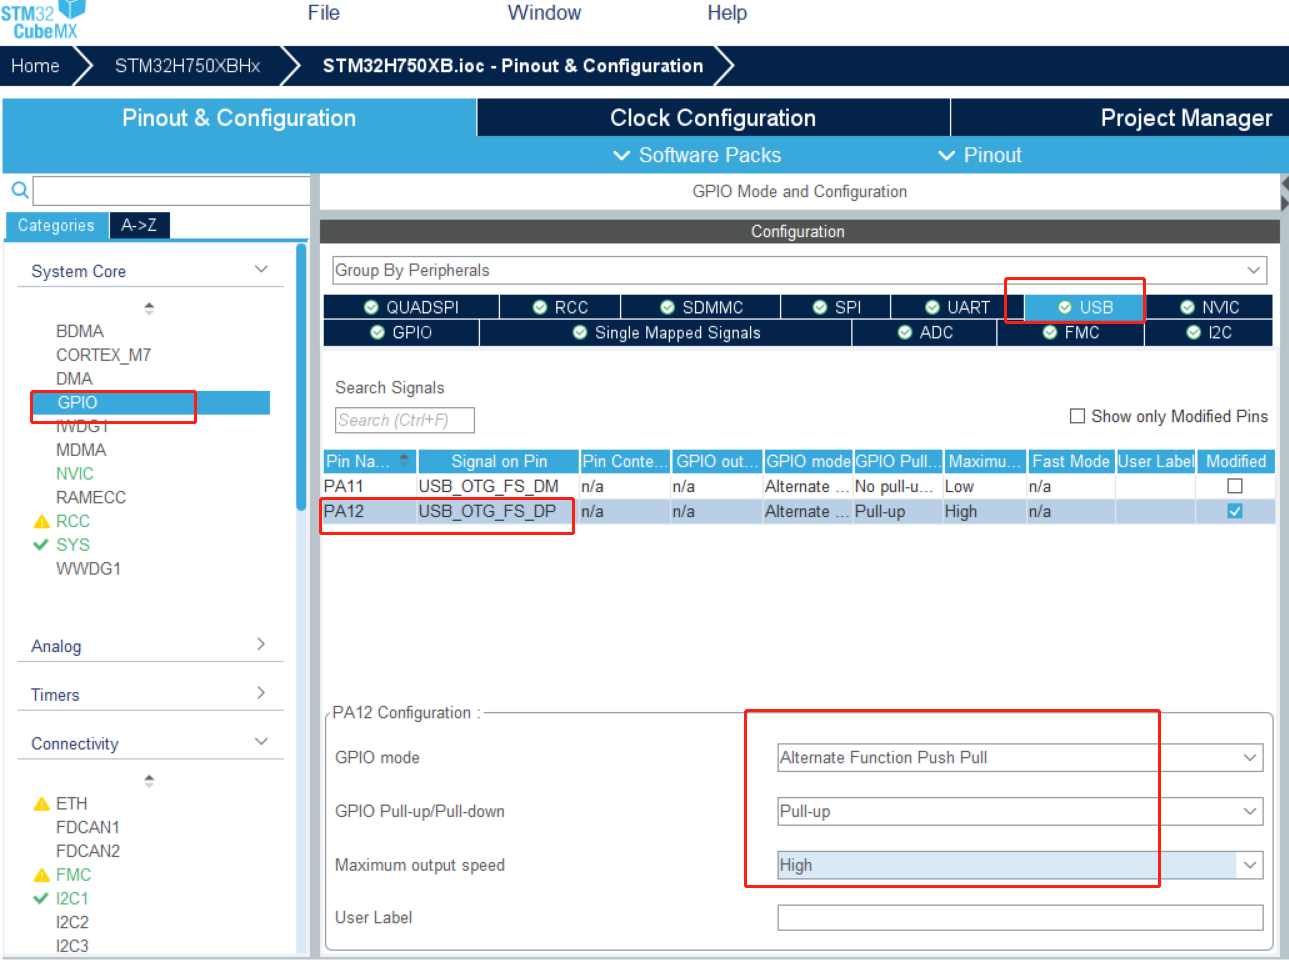 STM32
CubeMX
File Window Help
Home STM32H750XBHx STM32H750XB.ioc - Pinout & Configuration
Pinout & Configuration Clock Configuration Project Manager
Software Packs Pinout
GPIO Mode and Configuration
Categories A->Z
Configuration
System Core
Group By Peripherals
QUADSPI RCC SDMMC SPI UART USB NVIC
GPIO Single Mapped Signals ADC FMC I2C
BDMA
CORTEX_M7
DMA
GPIO
IWDG1
MDMA
NVIC
RAMECC
RCC
SYS
WWDG1
Search Signals
Search (Ctrl+F)
Show only Modified Pins
Pin Na... Signal on Pin Pin Conte... GPIO out... GPIO mode GPIO Pull... Maximu... Fast Mode User Label Modified
PA11 USB_OTG_FS_DM n/a n/a Alternate ... No pull-u... Low n/a
PA12 USB_OTG_FS_DP n/a n/a Alternate ... Pull-up High n/a
Analog
Timers
Connectivity
ETH
FDCAN1
FDCAN2
FMC
I2C1
I2C2
I2C3
PA12 Configuration :
GPIO mode Alternate Function Push Pull
GPIO Pull-up/Pull-down Pull-up
Maximum output speed High
User Label